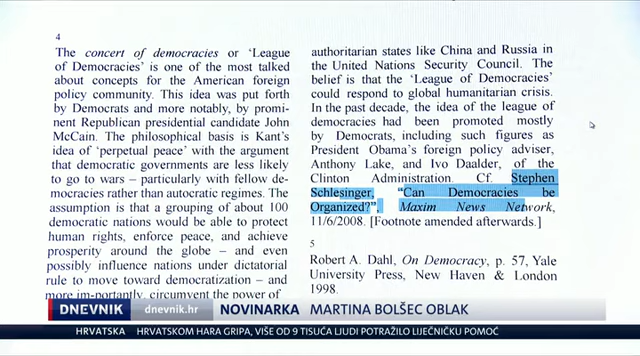 4
The concert of democracies or ‘League
of Democracies’ is one of the most talked
about concepts for the American foreign
policy community. This idea was put forth
by Democrats and more notably, by promi-
nent Republican presidential candidate John
McCain. The philosophical basis is Kant’s
idea of ‘perpetual peace’ with the argument
that democratic governments are less likely
to go to wars – particularly with fellow de-
mocracies rather than autocratic regimes. The
assumption is that a grouping of about 100
democratic nations would be able to protect
human rights, enforce peace, and achieve
prosperity around the globe – and even
possibly influence nations under dictatorial
rule to move toward democratization – and
more im-portantly, circumvent the power of
authoritarian states like China and Russia in
the United Nations Security Council. The
belief is that the ‘League of Democracies’
could respond to global humanitarian crisis.
In the past decade, the idea of the league of
democracies had been promoted mostly
by Democrats, including such figures as
President Obama’s foreign policy adviser,
Anthony Lake, and Ivo Daalder, of the
Clinton Administration. Cf. Stephen
Schlesinger, “Can Democracies be
Organized?”, Maxim News Network,
11/6/2008. [Footnote amended afterwards.]
5
Robert A. Dahl, On Democracy, p. 57, Yale
University Press, New Haven & London
1998.
DNEVNIK dnevnik.hr NOVINARKA MARTINA BOLŠEC OBLAK
HRVATSKA HRVATSKOM HARA GRIPA, VIŠE OD 9 TISUĆA LJUDI POTRAŽILO LIJEČNIČKU POMOĆ